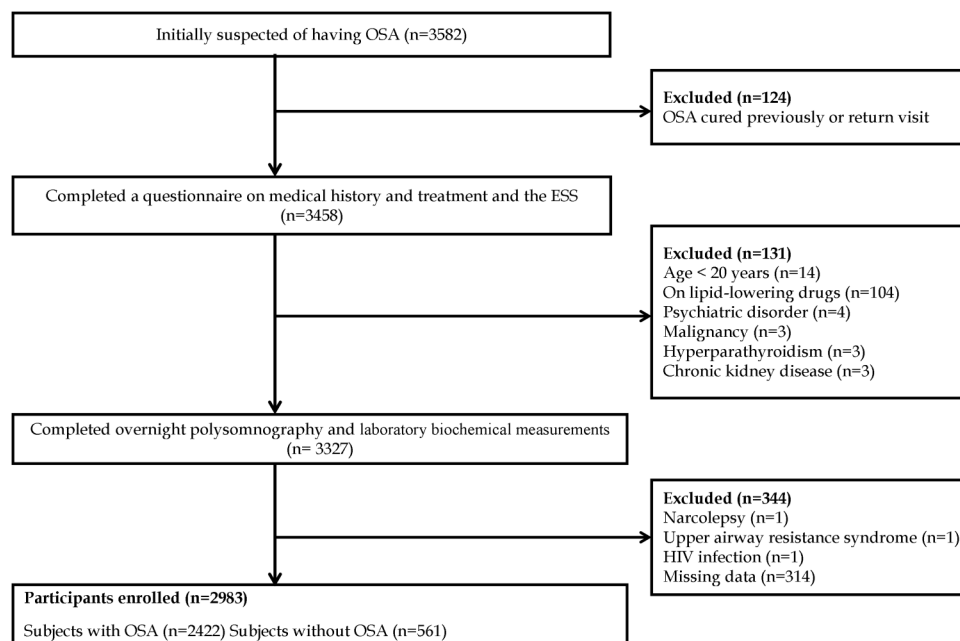 Initially suspected of having OSA (n=3582)
Excluded (n=124)
OSA cured previously or return visit
Completed a questionnaire on medical history and treatment and the ESS
(n=3458)
Excluded (n=131)
Age < 20 years (n=14)
On lipid-lowering drugs (n=104)
Psychiatric disorder (n=4)
Malignancy (n=3)
Hyperparathyroidism (n=3)
Chronic kidney disease (n=3)
Completed overnight polysomnography and laboratory biochemical measurements
(n= 3327)
Excluded (n=344)
Narcolepsy (n=1)
Upper airway resistance syndrome (n=1)
HIV infection (n=1)
Missing data (n=314)
Participants enrolled (n=2983)
Subjects with OSA (n=2422) Subjects without OSA (n=561)